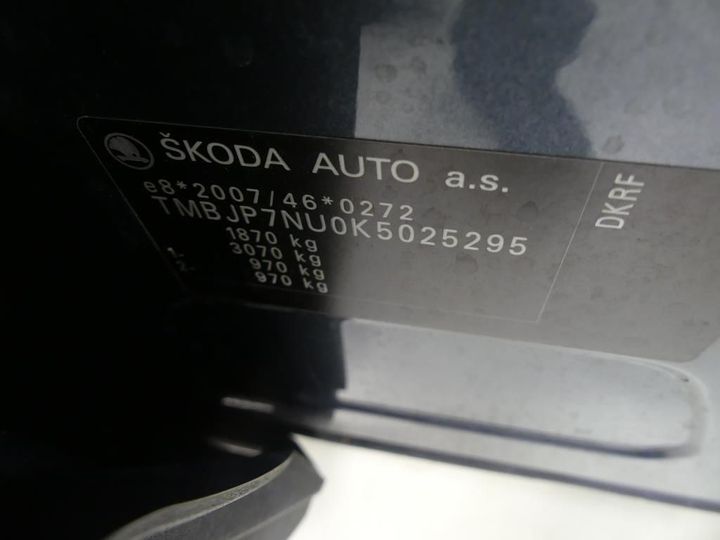 ŠKODA AUTO a.s.
e8*2007/46*0272
TMBJP7NU0K5025295
1870 kg
3070 kg
1- 970 kg
2- 970 kg
DKRF